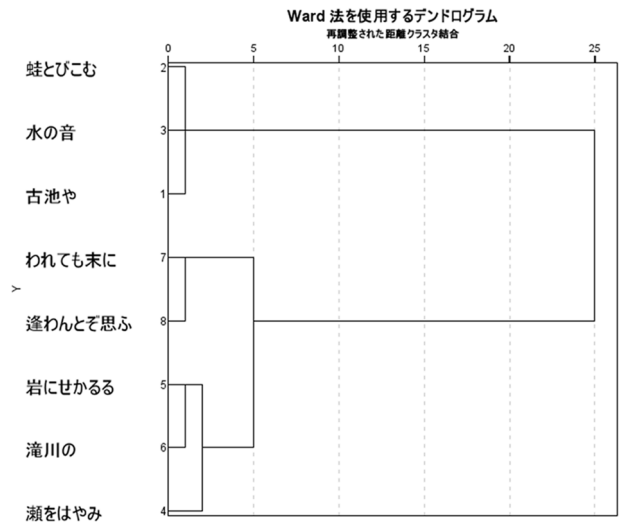 Ward 法を使用するデンドログラム
再調整された距離クラスタ結合
0 5 10 15 20 25
蛙とびこむ 2
水の音 3
古池や 1
われても末に 7
逢わんとぞ思ふ 8
岩にせかるる 5
滝川の 6
瀬をはやみ 4
Y